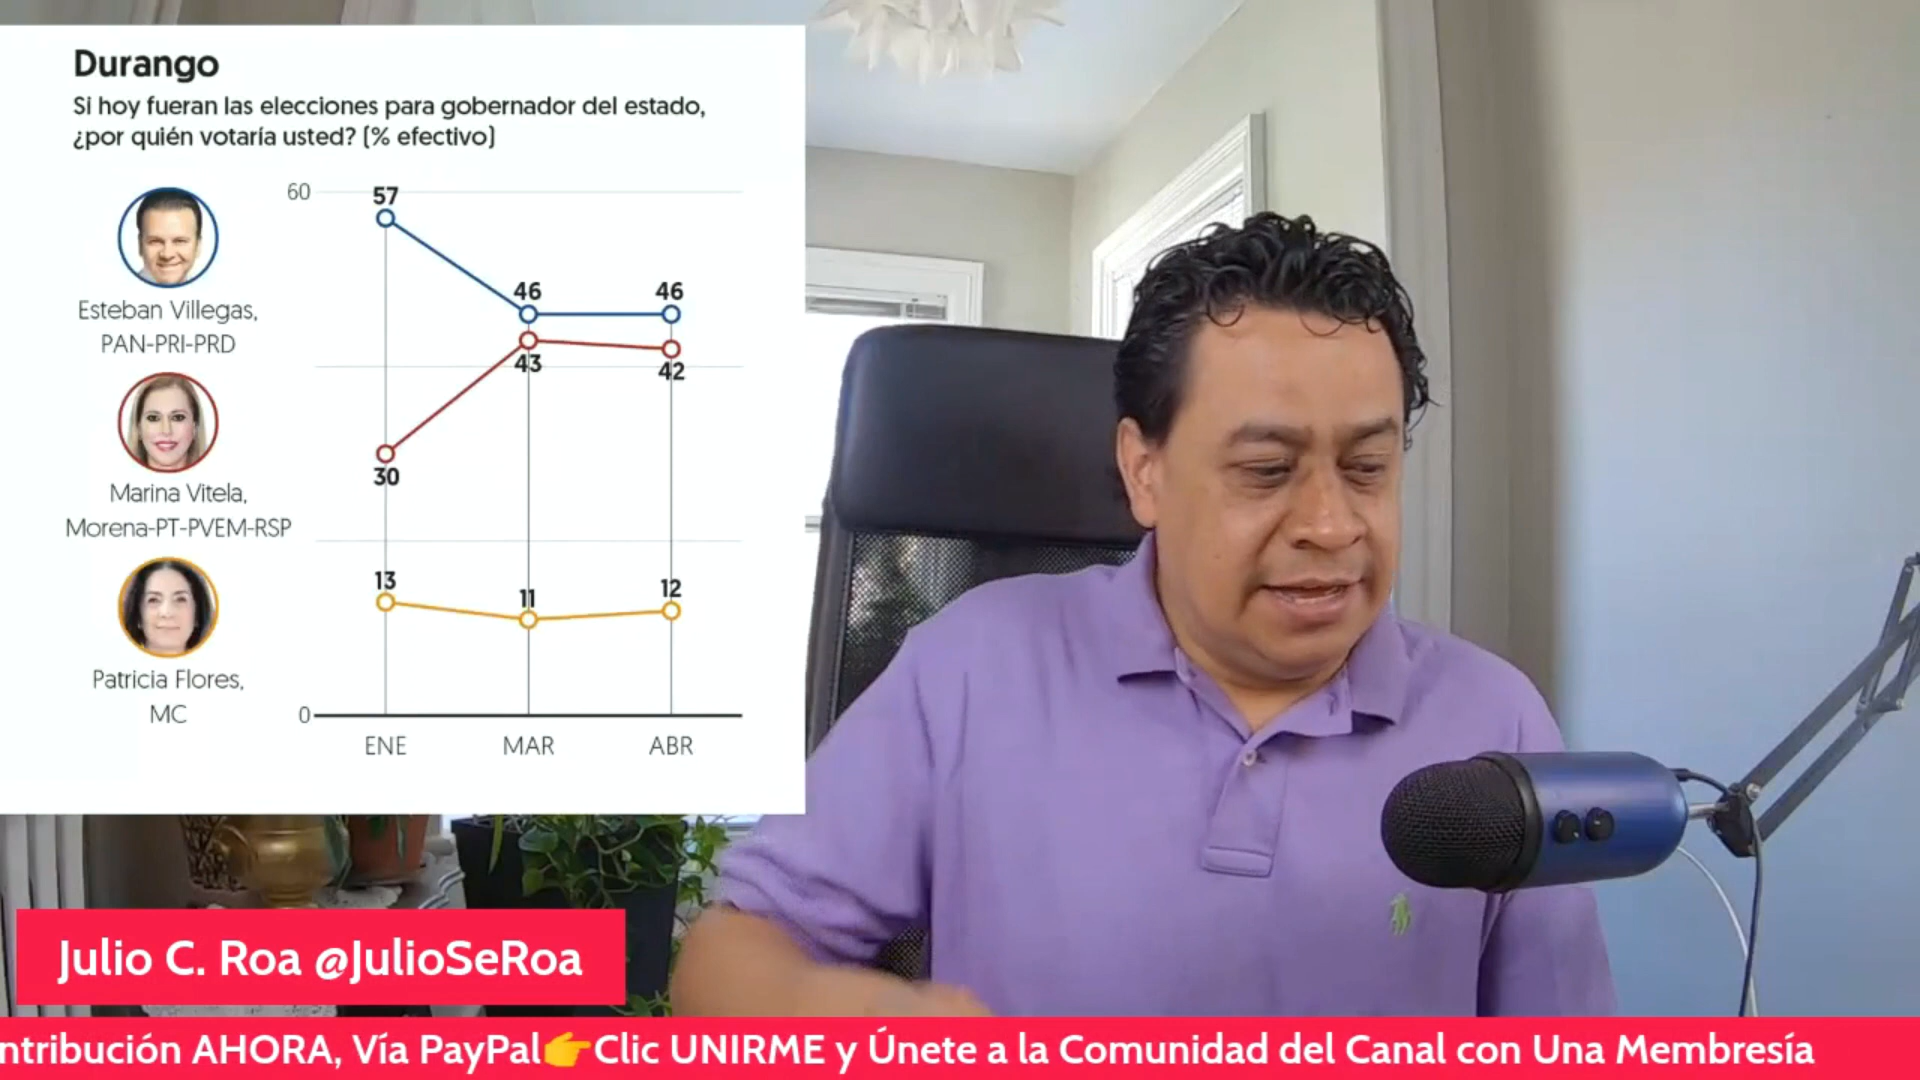 Durango
Si hoy fueran las elecciones para gobernador del estado,
¿por quién votaría usted? (% efectivo)
60
57
46
46
43
42
30
13
11
12
0
ENE
MAR
ABR
Esteban Villegas,
PAN-PRI-PRD
Marina Vitela,
Morena-PT-PVEM-RSP
Patricia Flores,
MC
Julio C. Roa @JulioSeRoa
ntribución AHORA, Vía PayPal👉Clic UNIRME y Únete a la Comunidad del Canal con Una Membresía